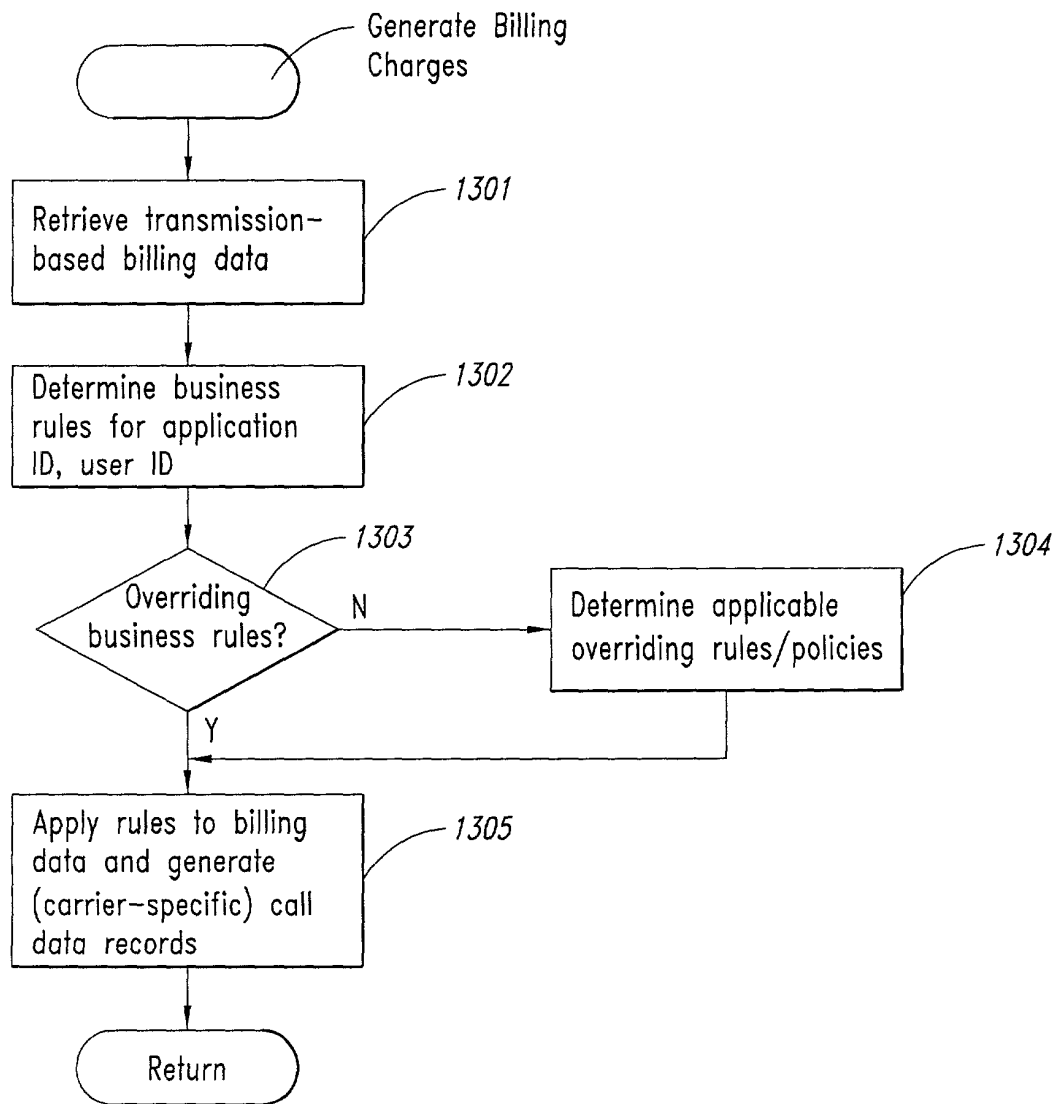 Generate Billing
Charges
1301
Retrieve transmission-
based billing data
1302
Determine business
rules for application
ID, user ID
1303
Overriding
business rules?
N
1304
Determine applicable
overriding rules/policies
Y
Apply rules to billing
data and generate
(carrier-specific) call
data records
1305
Return